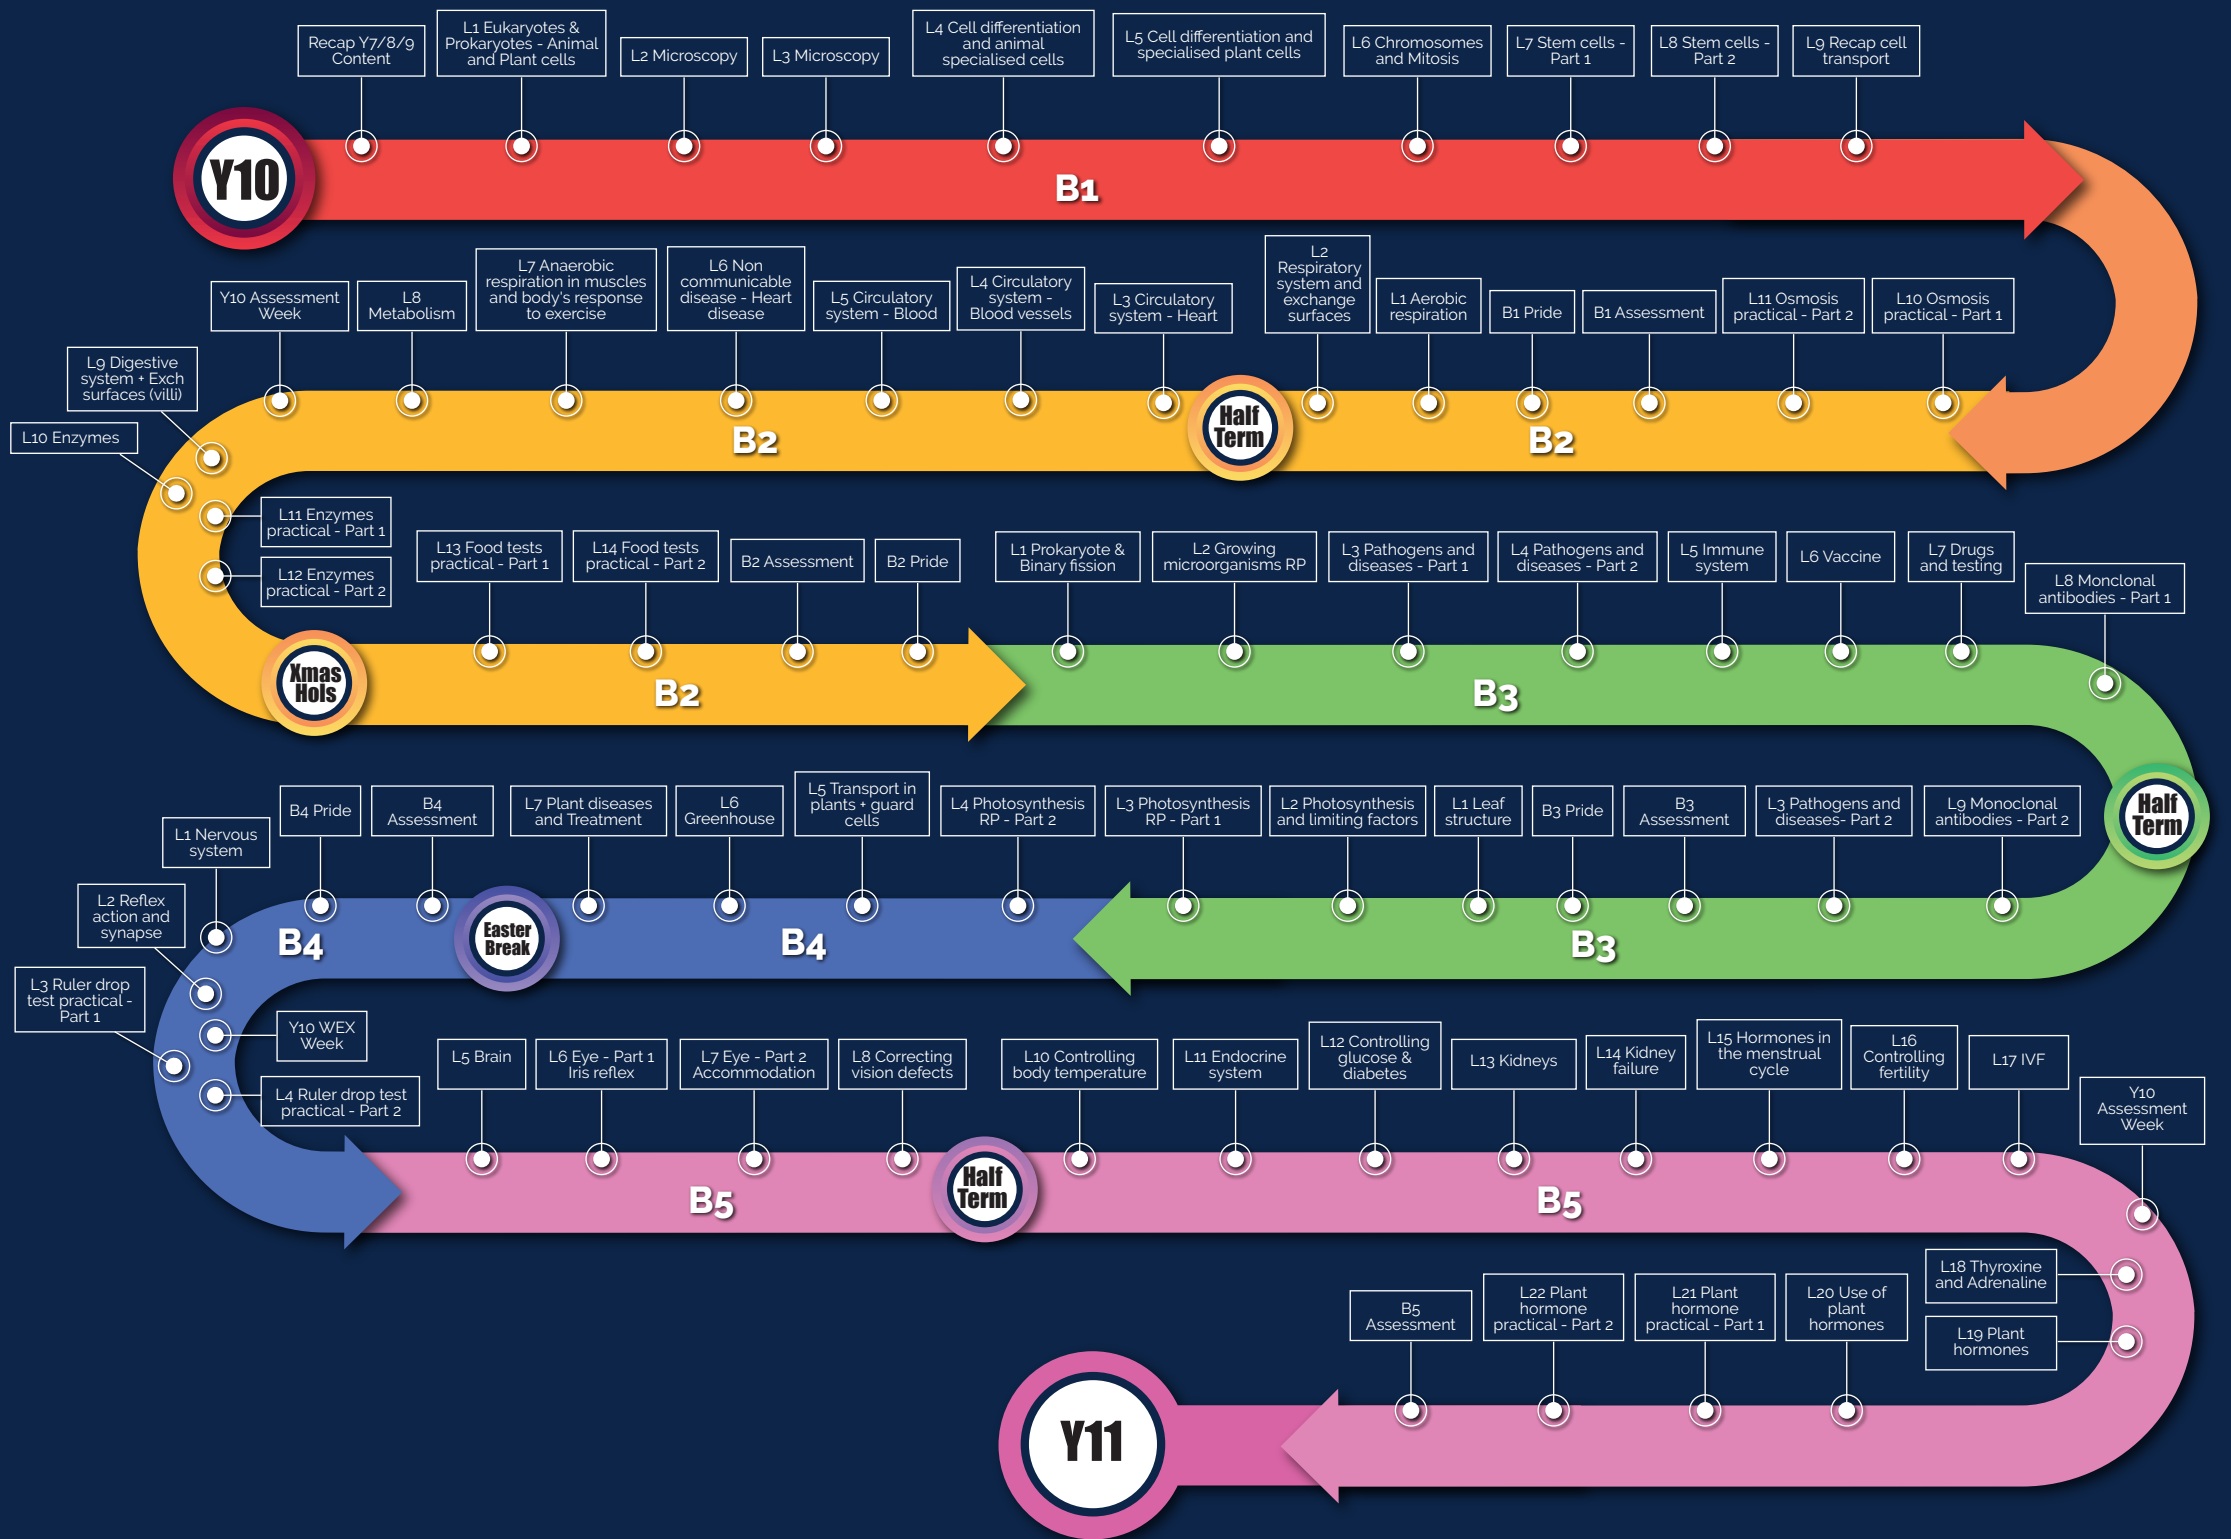 Y10
Recap Y7/8/9
Content
L1 Eukaryotes &
Prokaryotes - Animal
and Plant cells
L2 Microscopy
L3 Microscopy
L4 Cell differentiation
and animal
specialised cells
L5 Cell differentiation and
specialised plant cells
L6 Chromosomes
and Mitosis
L7 Stem cells -
Part 1
L8 Stem cells -
Part 2
L9 Recap cell
transport
B1
L10 Osmosis
practical - Part 1
L11 Osmosis
practical - Part 2
B1 Assessment
B1 Pride
L1 Aerobic
respiration
L2
Respiratory
system and
exchange
surfaces
B2
Half
Term
L3 Circulatory
system - Heart
L4 Circulatory
system -
Blood vessels
L5 Circulatory
system - Blood
L6 Non
communicable
disease - Heart
disease
L7 Anaerobic
respiration in muscles
and body's response
to exercise
L8
Metabolism
Y10 Assessment
Week
B2
L9 Digestive
system + Exch
surfaces (villi)
L10 Enzymes
L11 Enzymes
practical - Part 1
L12 Enzymes
practical - Part 2
Xmas
Hols
L13 Food tests
practical - Part 1
L14 Food tests
practical - Part 2
B2 Assessment
B2 Pride
B2
L1 Prokaryote &
Binary fission
L2 Growing
microorganisms RP
L3 Pathogens and
diseases - Part 1
L4 Pathogens and
diseases - Part 2
L5 Immune
system
L6 Vaccine
L7 Drugs
and testing
L8 Monclonal
antibodies - Part 1
B3
Half
Term
L9 Monoclonal
antibodies - Part 2
L3 Pathogens and
diseases- Part 2
B3
Assessment
B3 Pride
L1 Leaf
structure
L2 Photosynthesis
and limiting factors
L3 Photosynthesis
RP - Part 1
B3
L4 Photosynthesis
RP - Part 2
L5 Transport in
plants + guard
cells
L6
Greenhouse
L7 Plant diseases
and Treatment
B4
Easter
Break
B4
Assessment
B4 Pride
B4
L1 Nervous
system
L2 Reflex
action and
synapse
L3 Ruler drop
test practical -
Part 1
Y10 WEX
Week
L4 Ruler drop test
practical - Part 2
L5 Brain
L6 Eye - Part 1
Iris reflex
L7 Eye - Part 2
Accommodation
L8 Correcting
vision defects
B5
Half
Term
L10 Controlling
body temperature
L11 Endocrine
system
L12 Controlling
glucose &
diabetes
L13 Kidneys
L14 Kidney
failure
L15 Hormones in
the menstrual
cycle
L16
Controlling
fertility
L17 IVF
B5
Y10
Assessment
Week
L18 Thyroxine
and Adrenaline
L19 Plant
hormones
L20 Use of
plant
hormones
L21 Plant
hormone
practical - Part 1
L22 Plant
hormone
practical - Part 2
B5
Assessment
Y11